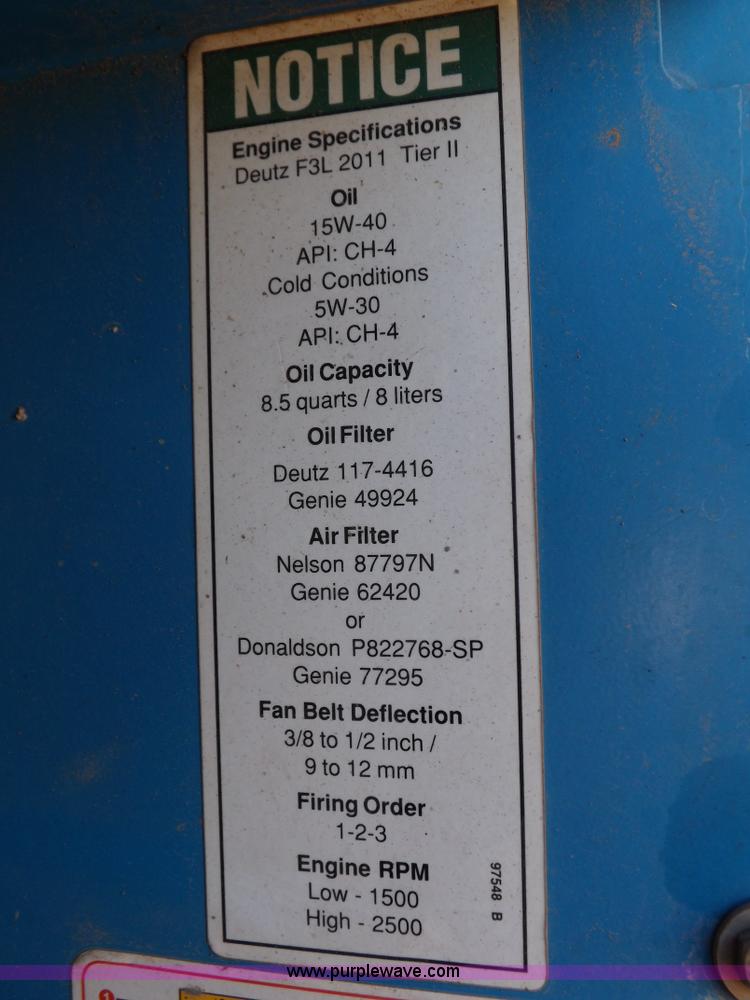 NOTICE
Engine Specifications
Deutz F3L 2011 Tier II
Oil
15W-40
API: CH-4
Cold Conditions
5W-30
API: CH-4
Oil Capacity
8.5 quarts / 8 liters
Oil Filter
Deutz 117-4416
Genie 49924
Air Filter
Nelson 87797N
Genie 62420
or
Donaldson P822768-SP
Genie 77295
Fan Belt Deflection
3/8 to 1/2 inch /
9 to 12 mm
Firing Order
1-2-3
Engine RPM
Low - 1500
High - 2500
97548 B
www.purplewave.com